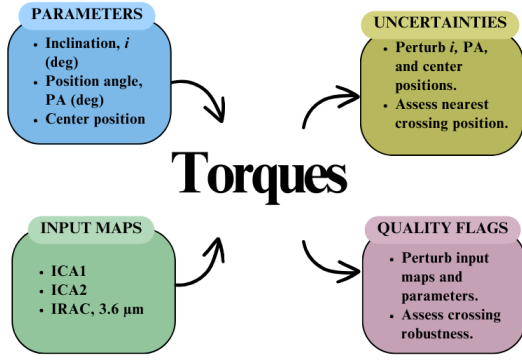 PARAMETERS
• Inclination, i
(deg)
• Position angle,
PA (deg)
• Center position
UNCERTAINTIES
• Perturb i, PA,
and center
positions.
• Assess nearest
crossing position.
Torques
INPUT MAPS
• ICA1
• ICA2
• IRAC, 3.6 µm
QUALITY FLAGS
• Perturb input
maps and
parameters.
• Assess crossing
robustness.